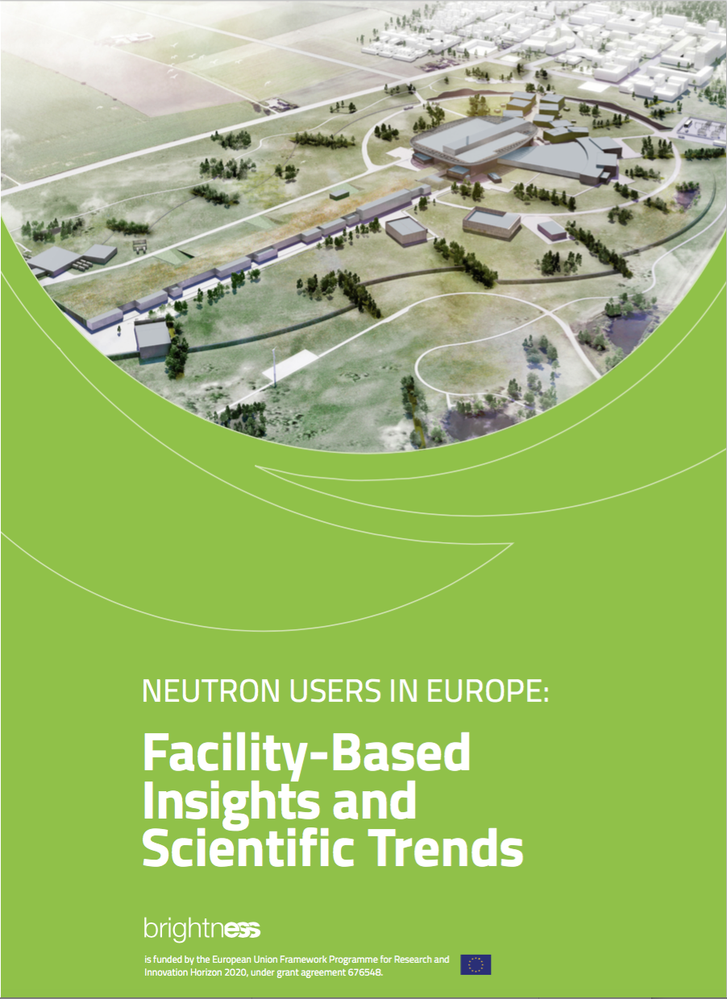 NEUTRON USERS IN EUROPE:
Facility-Based
Insights and
Scientific Trends
brightness
is funded by the European Union Framework Programme for Research and
Innovation Horizon 2020, under grant agreement 676548.